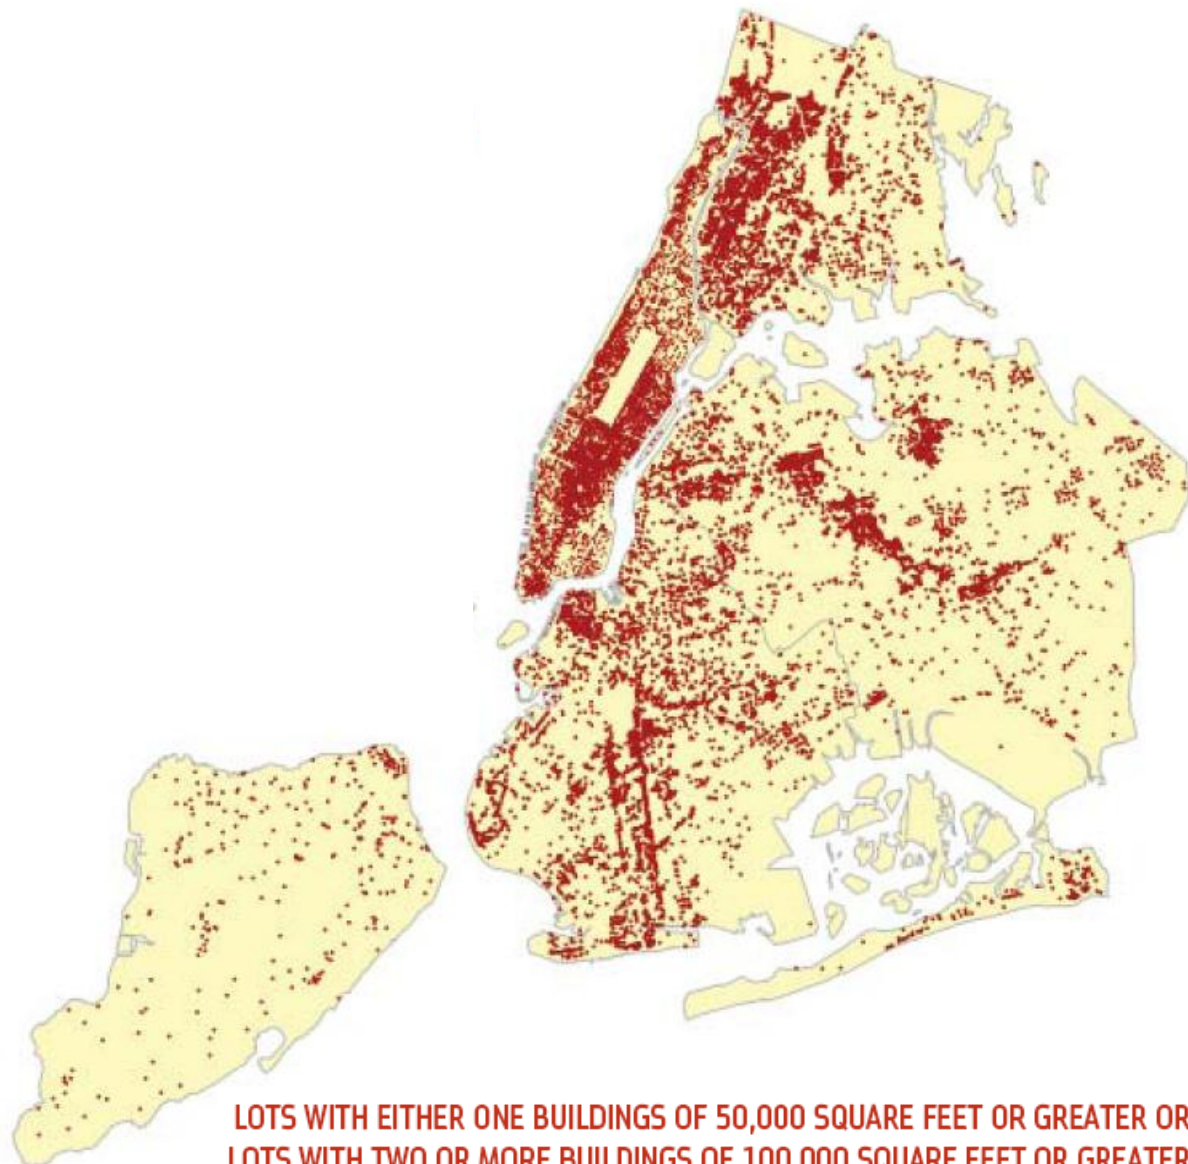 LOTS WITH EITHER ONE BUILDINGS OF 50,000 SQUARE FEET OR GREATER OR
LOTS WITH TWO OR MORE BUILDINGS OF 100,000 SQUARE FEET OR GREATER